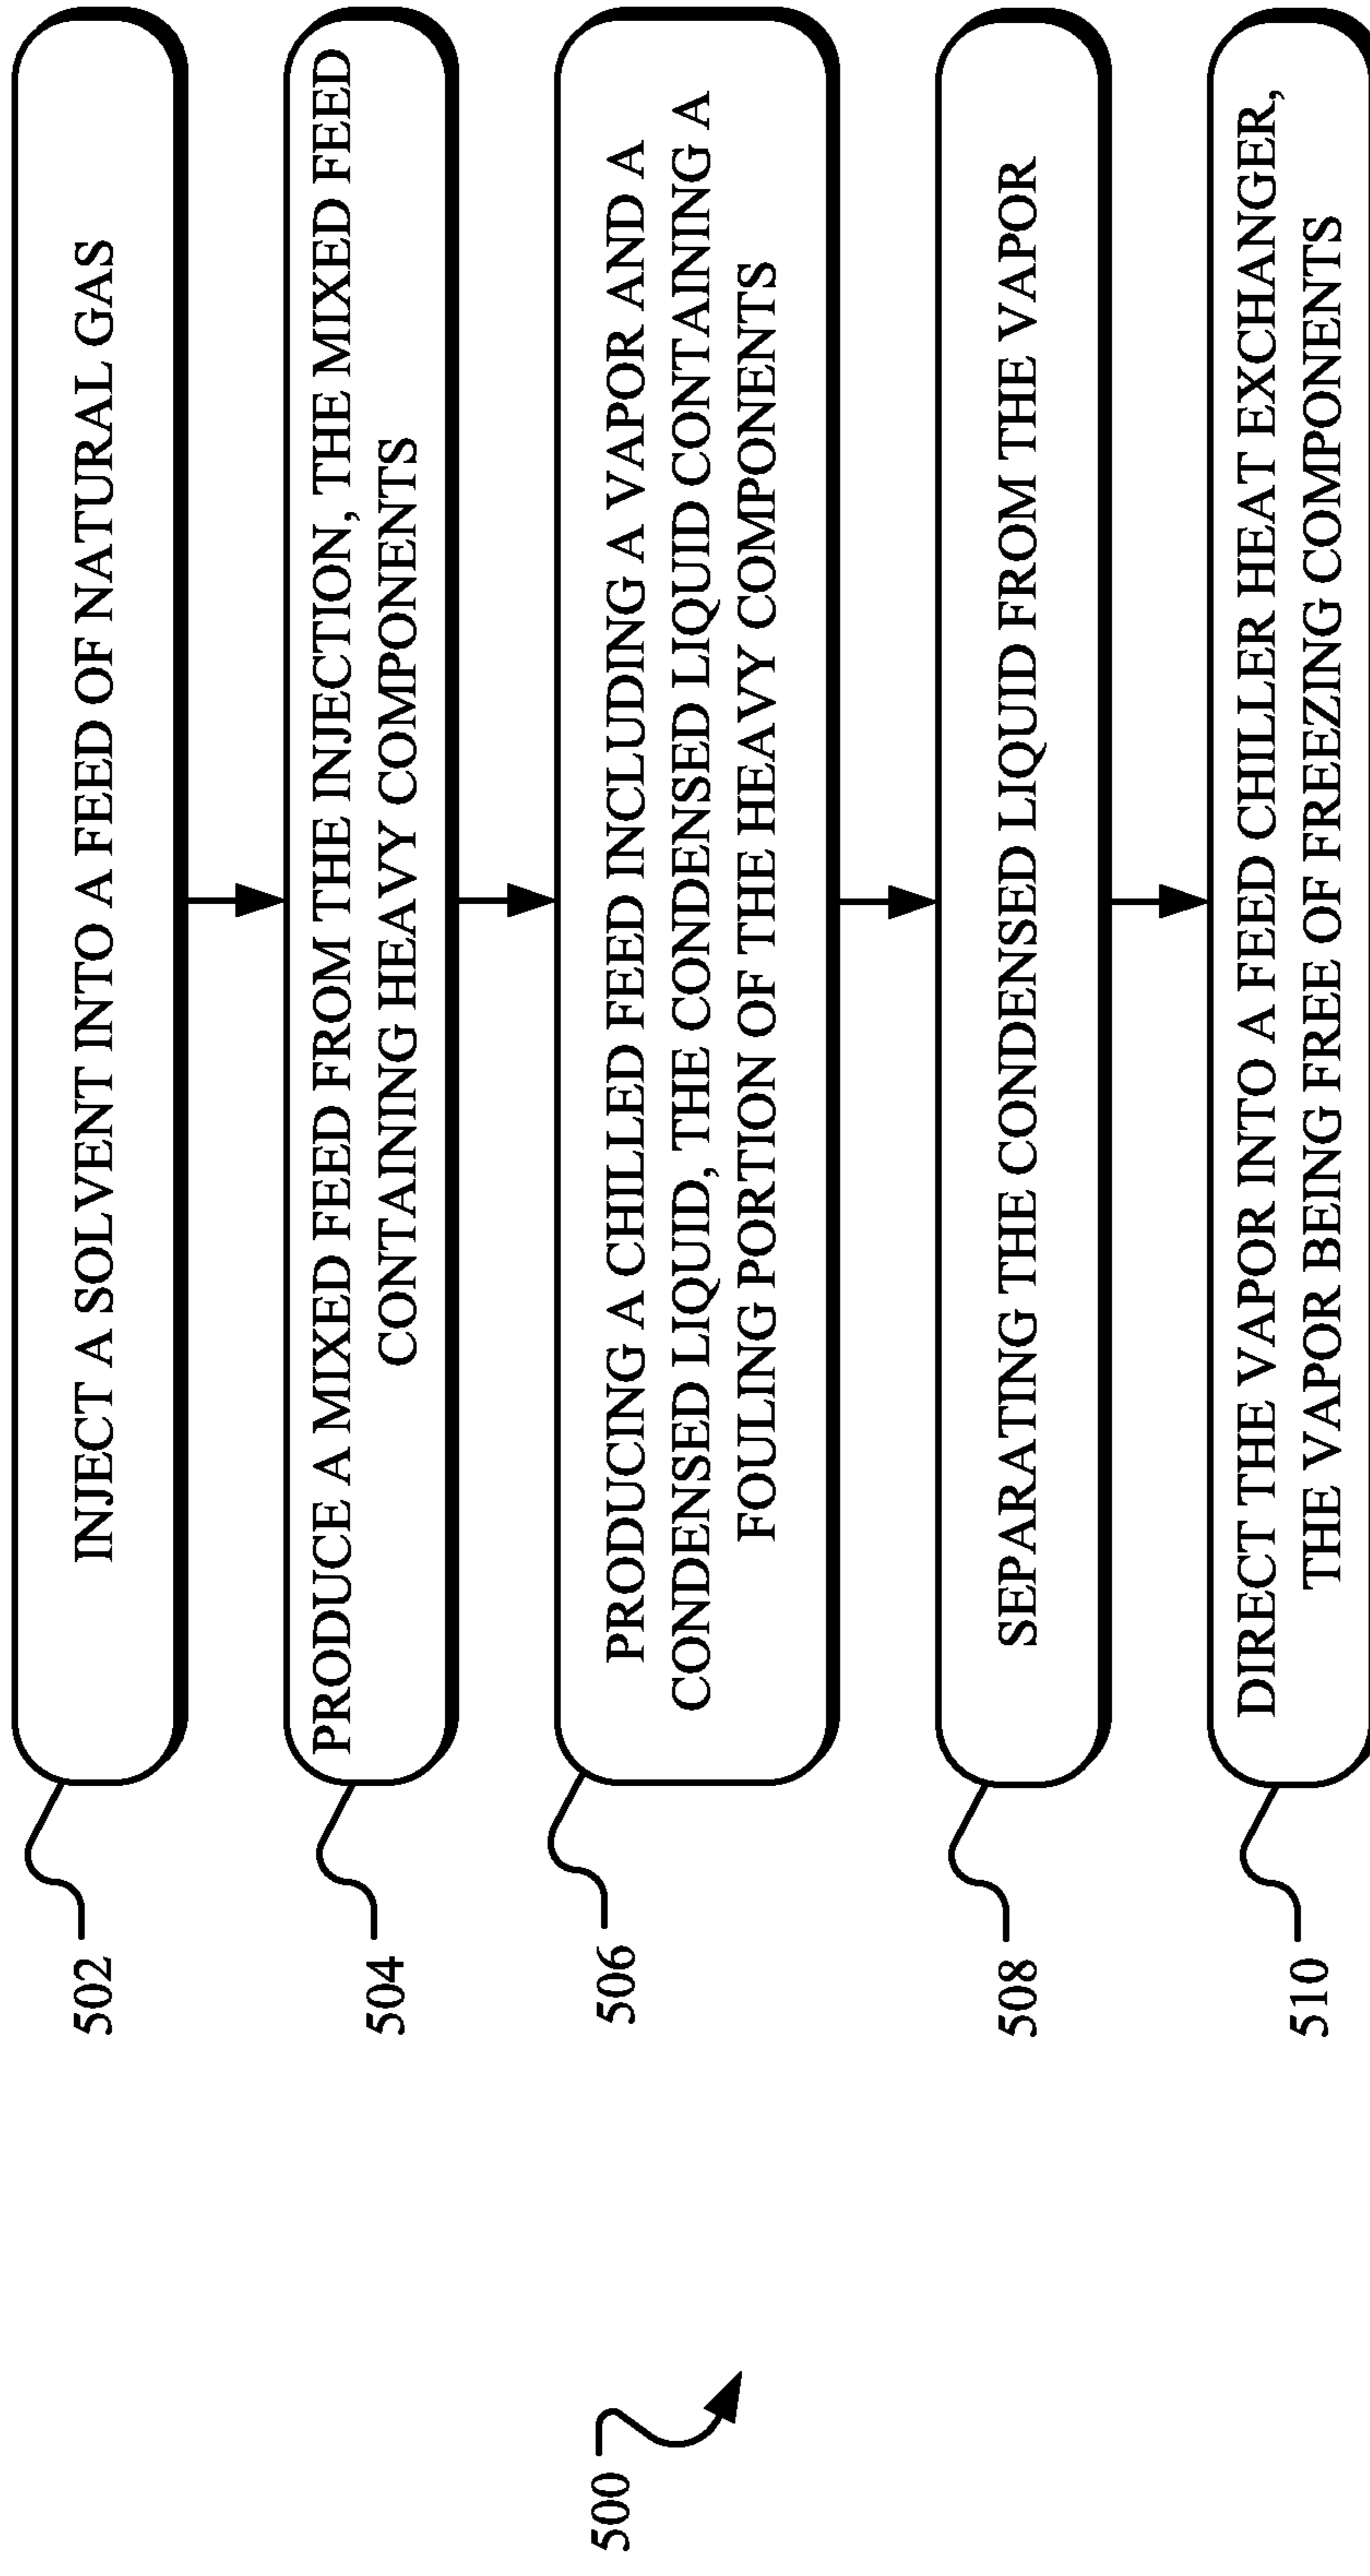 500
502
INJECT A SOLVENT INTO A FEED OF NATURAL GAS
504
PRODUCE A MIXED FEED FROM THE INJECTION, THE MIXED FEED
CONTAINING HEAVY COMPONENTS
506
PRODUCING A CHILLED FEED INCLUDING A VAPOR AND A
CONDENSED LIQUID, THE CONDENSED LIQUID CONTAINING A
FOULING PORTION OF THE HEAVY COMPONENTS
508
SEPARATING THE CONDENSED LIQUID FROM THE VAPOR
510
DIRECT THE VAPOR INTO A FEED CHILLER HEAT EXCHANGER,
THE VAPOR BEING FREE OF FREEZING COMPONENTS